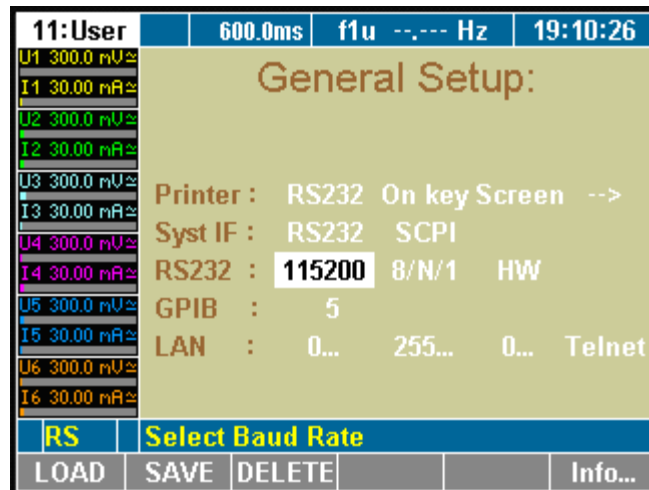 11:User 600.0ms f1u --.--- Hz 19:10:26
U1 300.0 mV≃
I1 30.00 mA≃
U2 300.0 mV≃
I2 30.00 mA≃
U3 300.0 mV≃
I3 30.00 mA≃
U4 300.0 mV≃
I4 30.00 mA≃
U5 300.0 mV≃
I5 30.00 mA≃
U6 300.0 mV≃
I6 30.00 mA≃
General Setup:
Printer : RS232 On key Screen -->
Syst IF : RS232 SCPI
RS232 : 115200 8/N/1 HW
GPIB : 5
LAN : 0... 255... 0... Telnet
RS Select Baud Rate
LOAD SAVE DELETE Info...